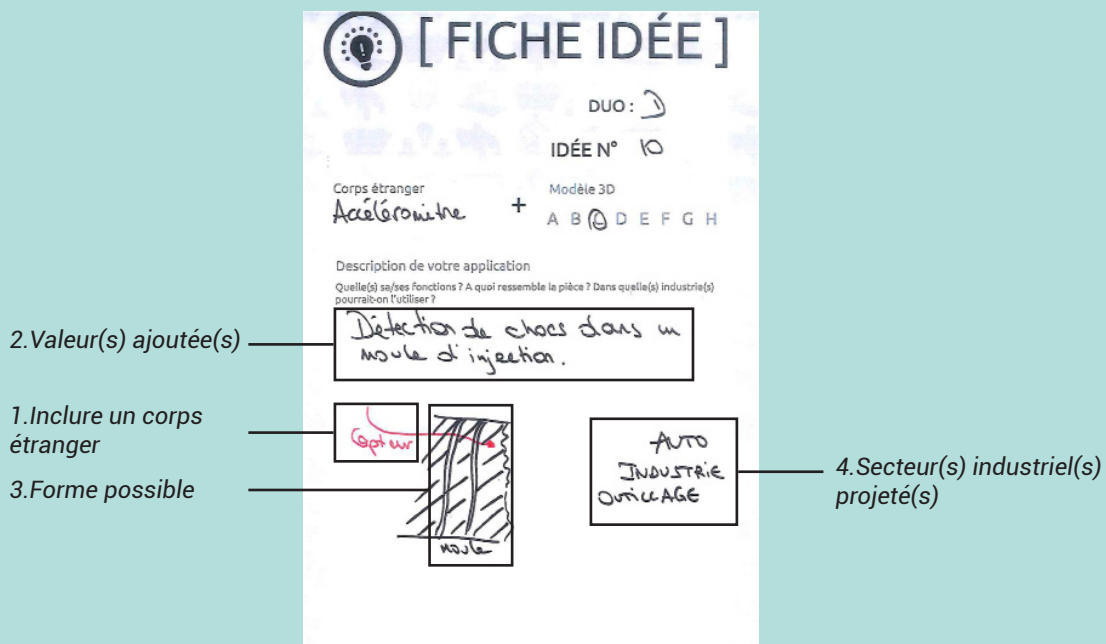 [ FICHE IDÉE ]
DUO : D
IDÉE N° 10
Corps étranger
Accéléromètre
+
Modèle 3D
A B C D E F G H
Description de votre application
Quelle(s) sa/ses fonctions ? A quoi ressemble la pièce ? Dans quelle(s) industrie(s)
pourrait-on l'utiliser ?
Détection de chocs dans un
moule d'injection.
2.Valeur(s) ajoutée(s)
1.Inclure un corps
étranger
3.Forme possible
Capteur
moule
AUTO
INDUSTRIE
OUTILLAGE
4.Secteur(s) industriel(s)
projeté(s)